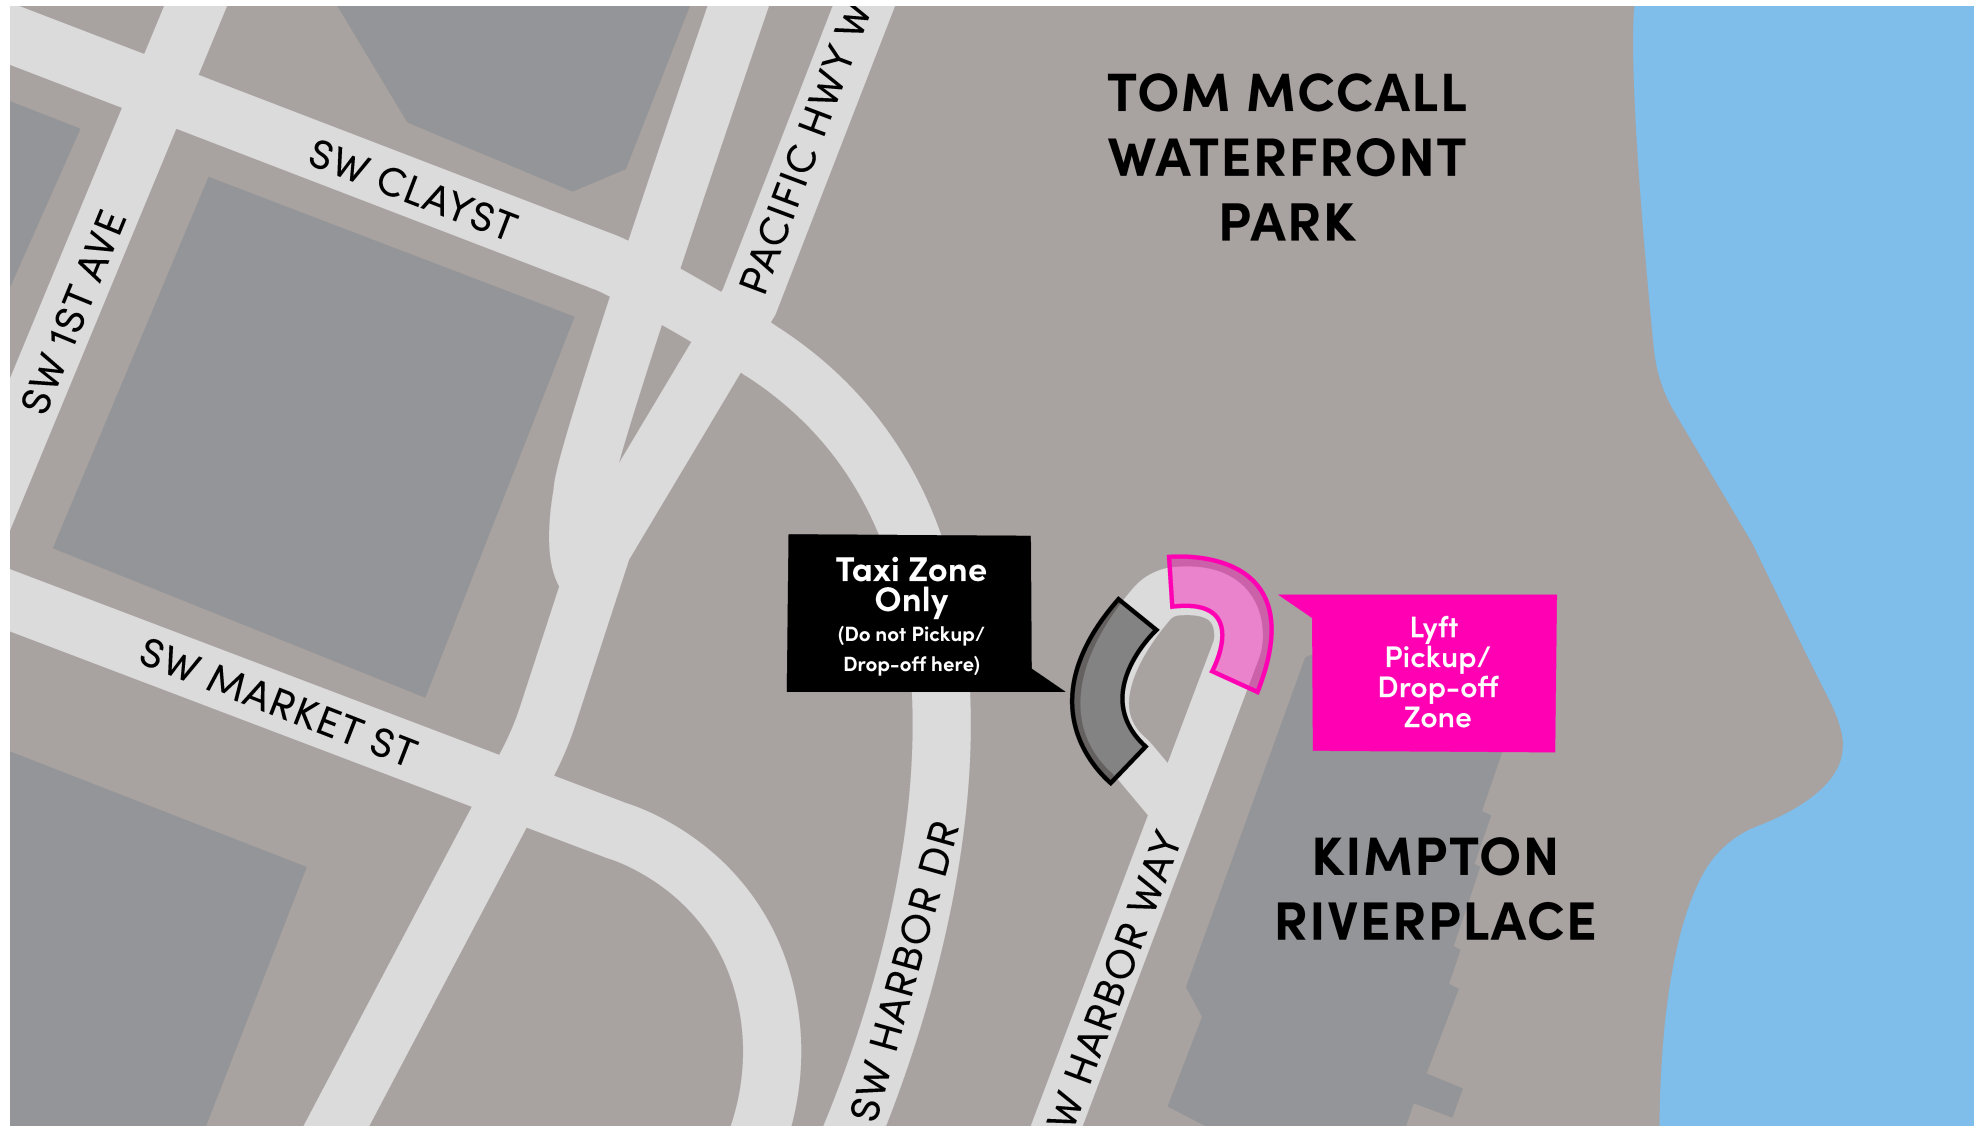 PACIFIC HWY W
TOM MCCALL
WATERFRONT
PARK
SW CLAYST
SW 1ST AVE
Taxi Zone
Only
(Do not Pickup/
Drop-off here)
Lyft
Pickup/
Drop-off
Zone
SW MARKET ST
KIMPTON
RIVERPLACE
SW HARBOR DR
W HARBOR WAY